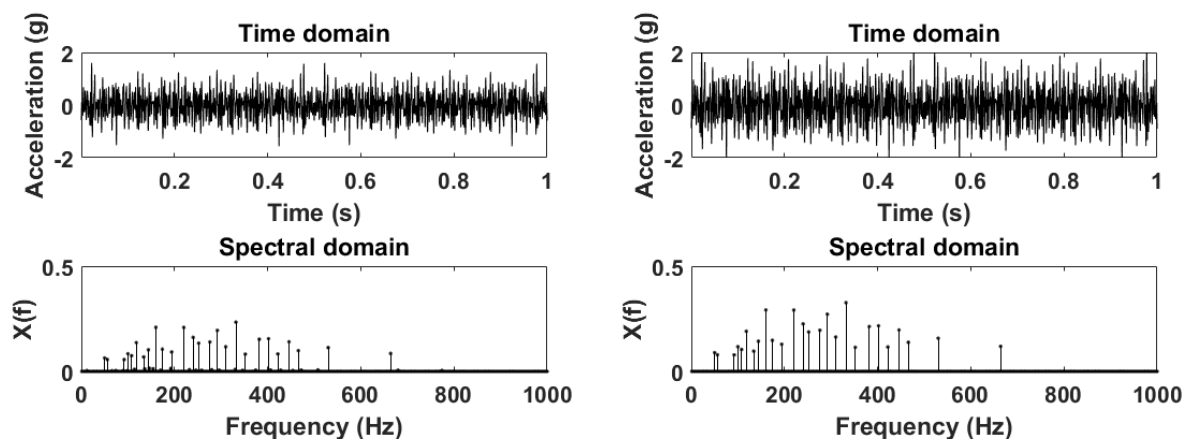 Time domain
Acceleration (g)
2
0
-2
0.2 0.4 0.6 0.8 1
Time (s)
Spectral domain
X(f)
0.5
0
0 200 400 600 800 1000
Frequency (Hz)
Time domain
Acceleration (g)
2
0
-2
0.2 0.4 0.6 0.8 1
Time (s)
Spectral domain
X(f)
0.5
0
0 200 400 600 800 1000
Frequency (Hz)